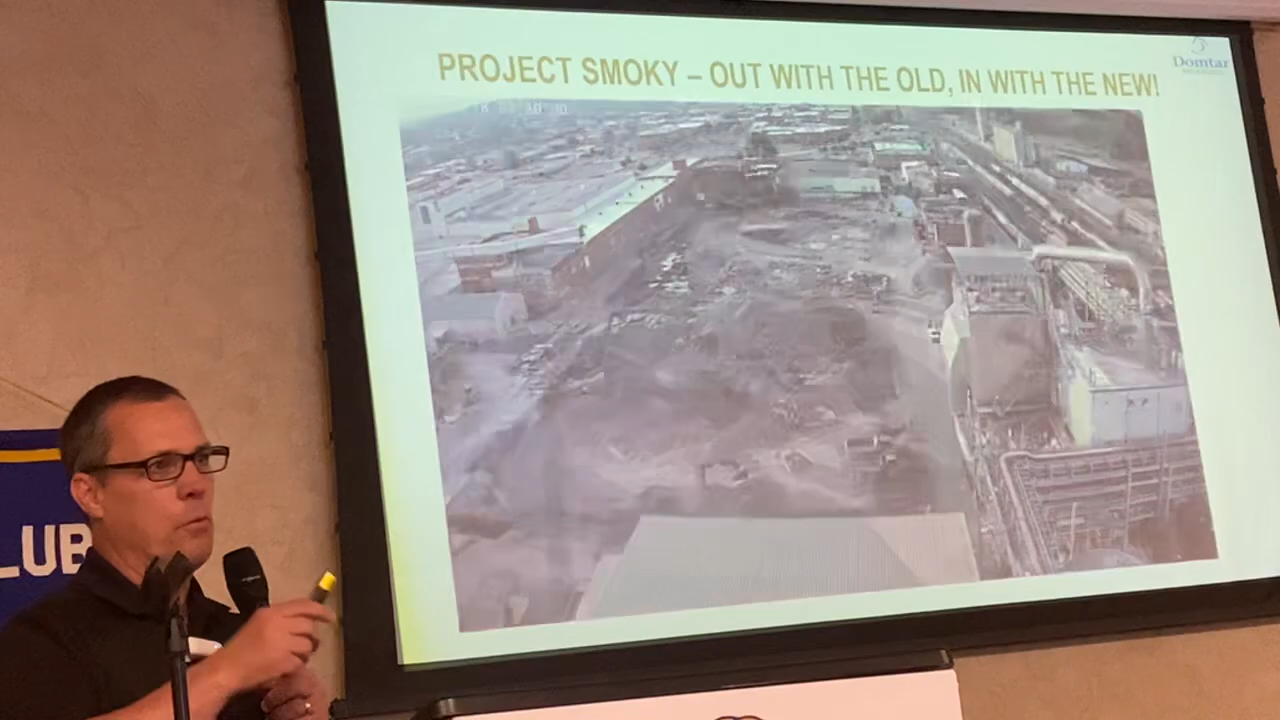 PROJECT SMOKY – OUT WITH THE OLD, IN WITH THE NEW!
Domtar
LUB